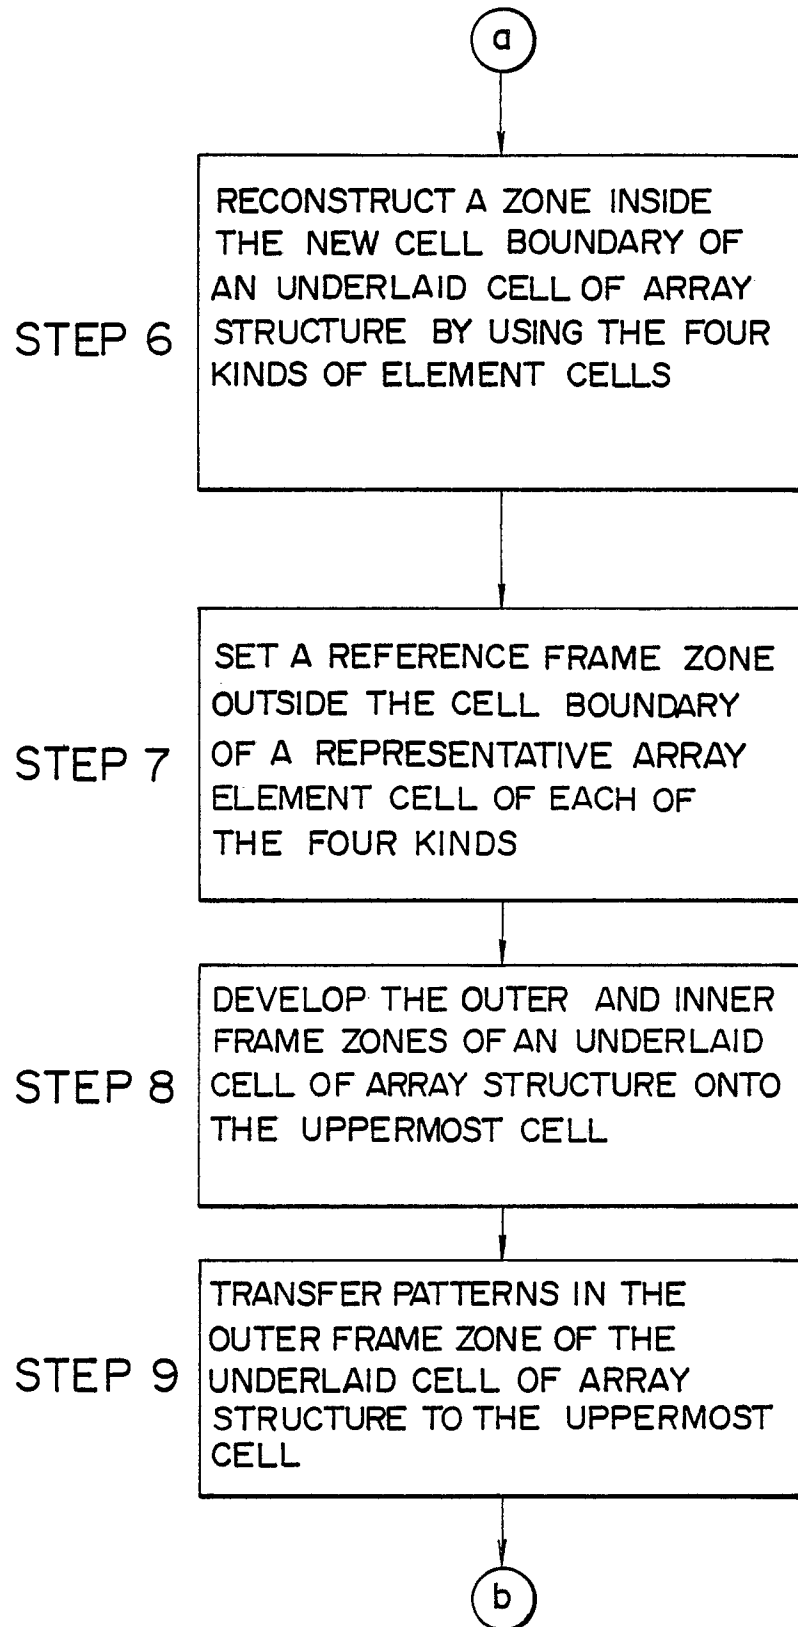 a
STEP 6
RECONSTRUCT A ZONE INSIDE
THE NEW CELL BOUNDARY OF
AN UNDERLAID CELL OF ARRAY
STRUCTURE BY USING THE FOUR
KINDS OF ELEMENT CELLS
STEP 7
SET A REFERENCE FRAME ZONE
OUTSIDE THE CELL BOUNDARY
OF A REPRESENTATIVE ARRAY
ELEMENT CELL OF EACH OF
THE FOUR KINDS
STEP 8
DEVELOP THE OUTER AND INNER
FRAME ZONES OF AN UNDERLAID
CELL OF ARRAY STRUCTURE ONTO
THE UPPERMOST CELL
STEP 9
TRANSFER PATTERNS IN THE
OUTER FRAME ZONE OF THE
UNDERLAID CELL OF ARRAY
STRUCTURE TO THE UPPERMOST
CELL
b